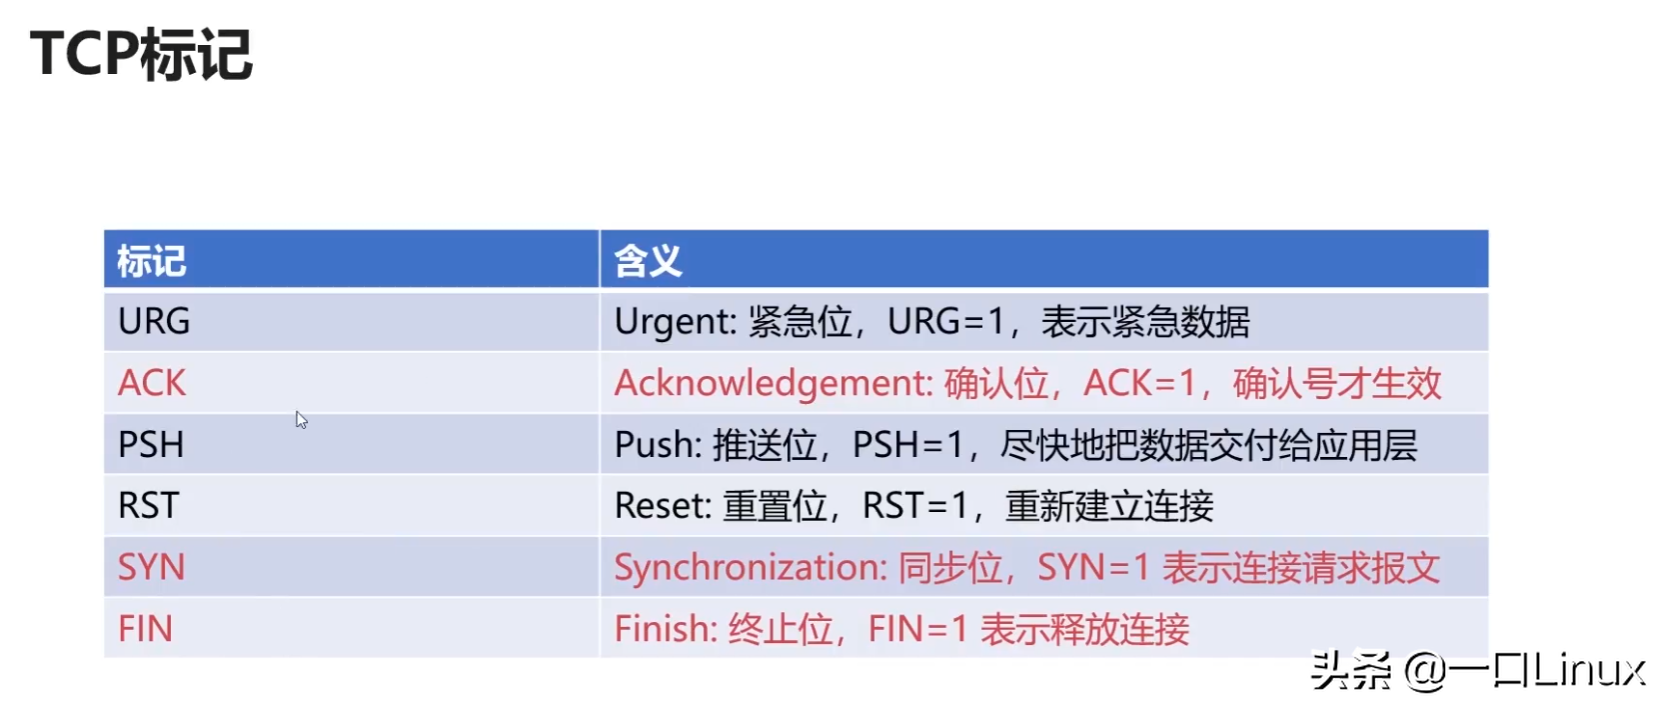 TCP标记
标记 含义
URG Urgent: 紧急位，URG=1，表示紧急数据
ACK Acknowledgement: 确认位，ACK=1，确认号才生效
PSH Push: 推送位，PSH=1，尽快地把数据交付给应用层
RST Reset: 重置位，RST=1，重新建立连接
SYN Synchronization: 同步位，SYN=1 表示连接请求报文
FIN Finish: 终止位，FIN=1 表示释放连接
头条 @一口Linux